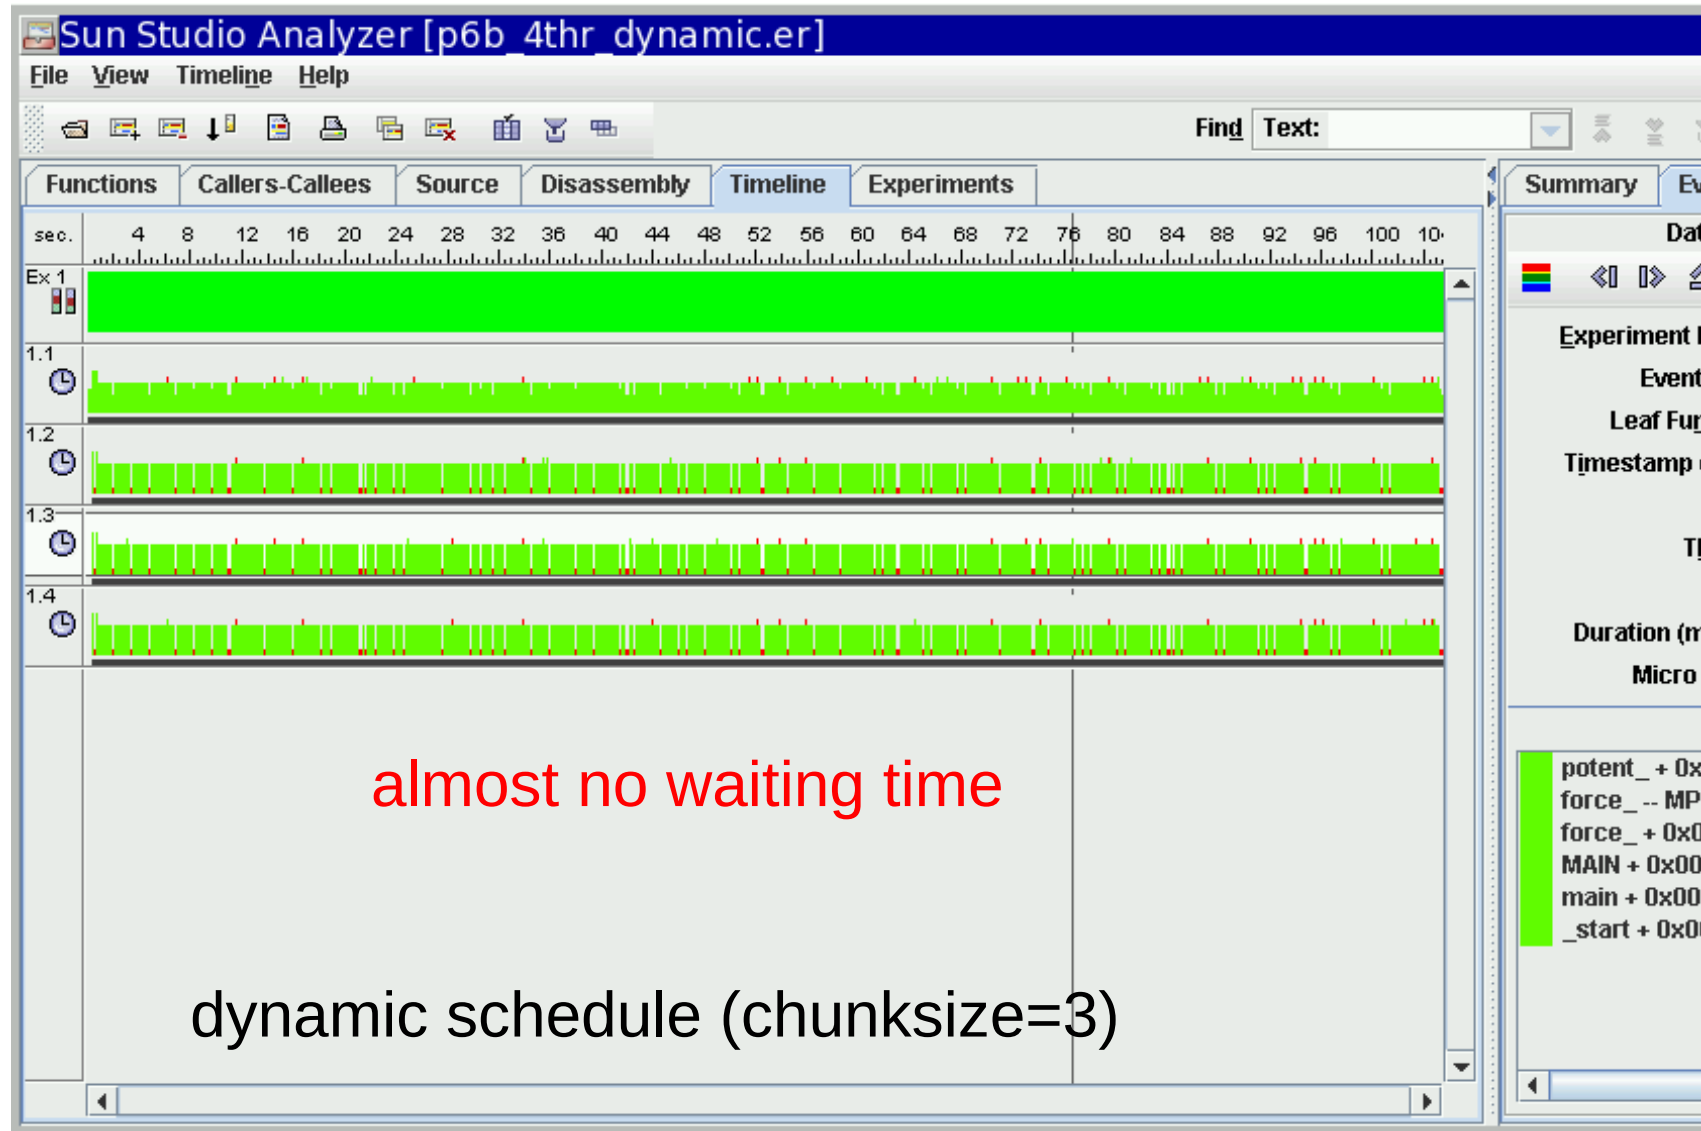 Sun Studio Analyzer [p6b_4thr_dynamic.er]
File View Timeline Help
Find Text:
Functions Callers-Callees Source Disassembly Timeline Experiments Summary
sec. 4 8 12 16 20 24 28 32 36 40 44 48 52 56 60 64 68 72 76 80 84 88 92 96 100
Ex 1
1.1
1.2
1.3
1.4
Experiment
Event
Leaf
Timestamp
Duration
Micro
potent_ + 0x
force_ -- MP
force_ + 0x0
MAIN + 0x00
main + 0x00
_start + 0x0
almost no waiting time
dynamic schedule (chunksize=3)